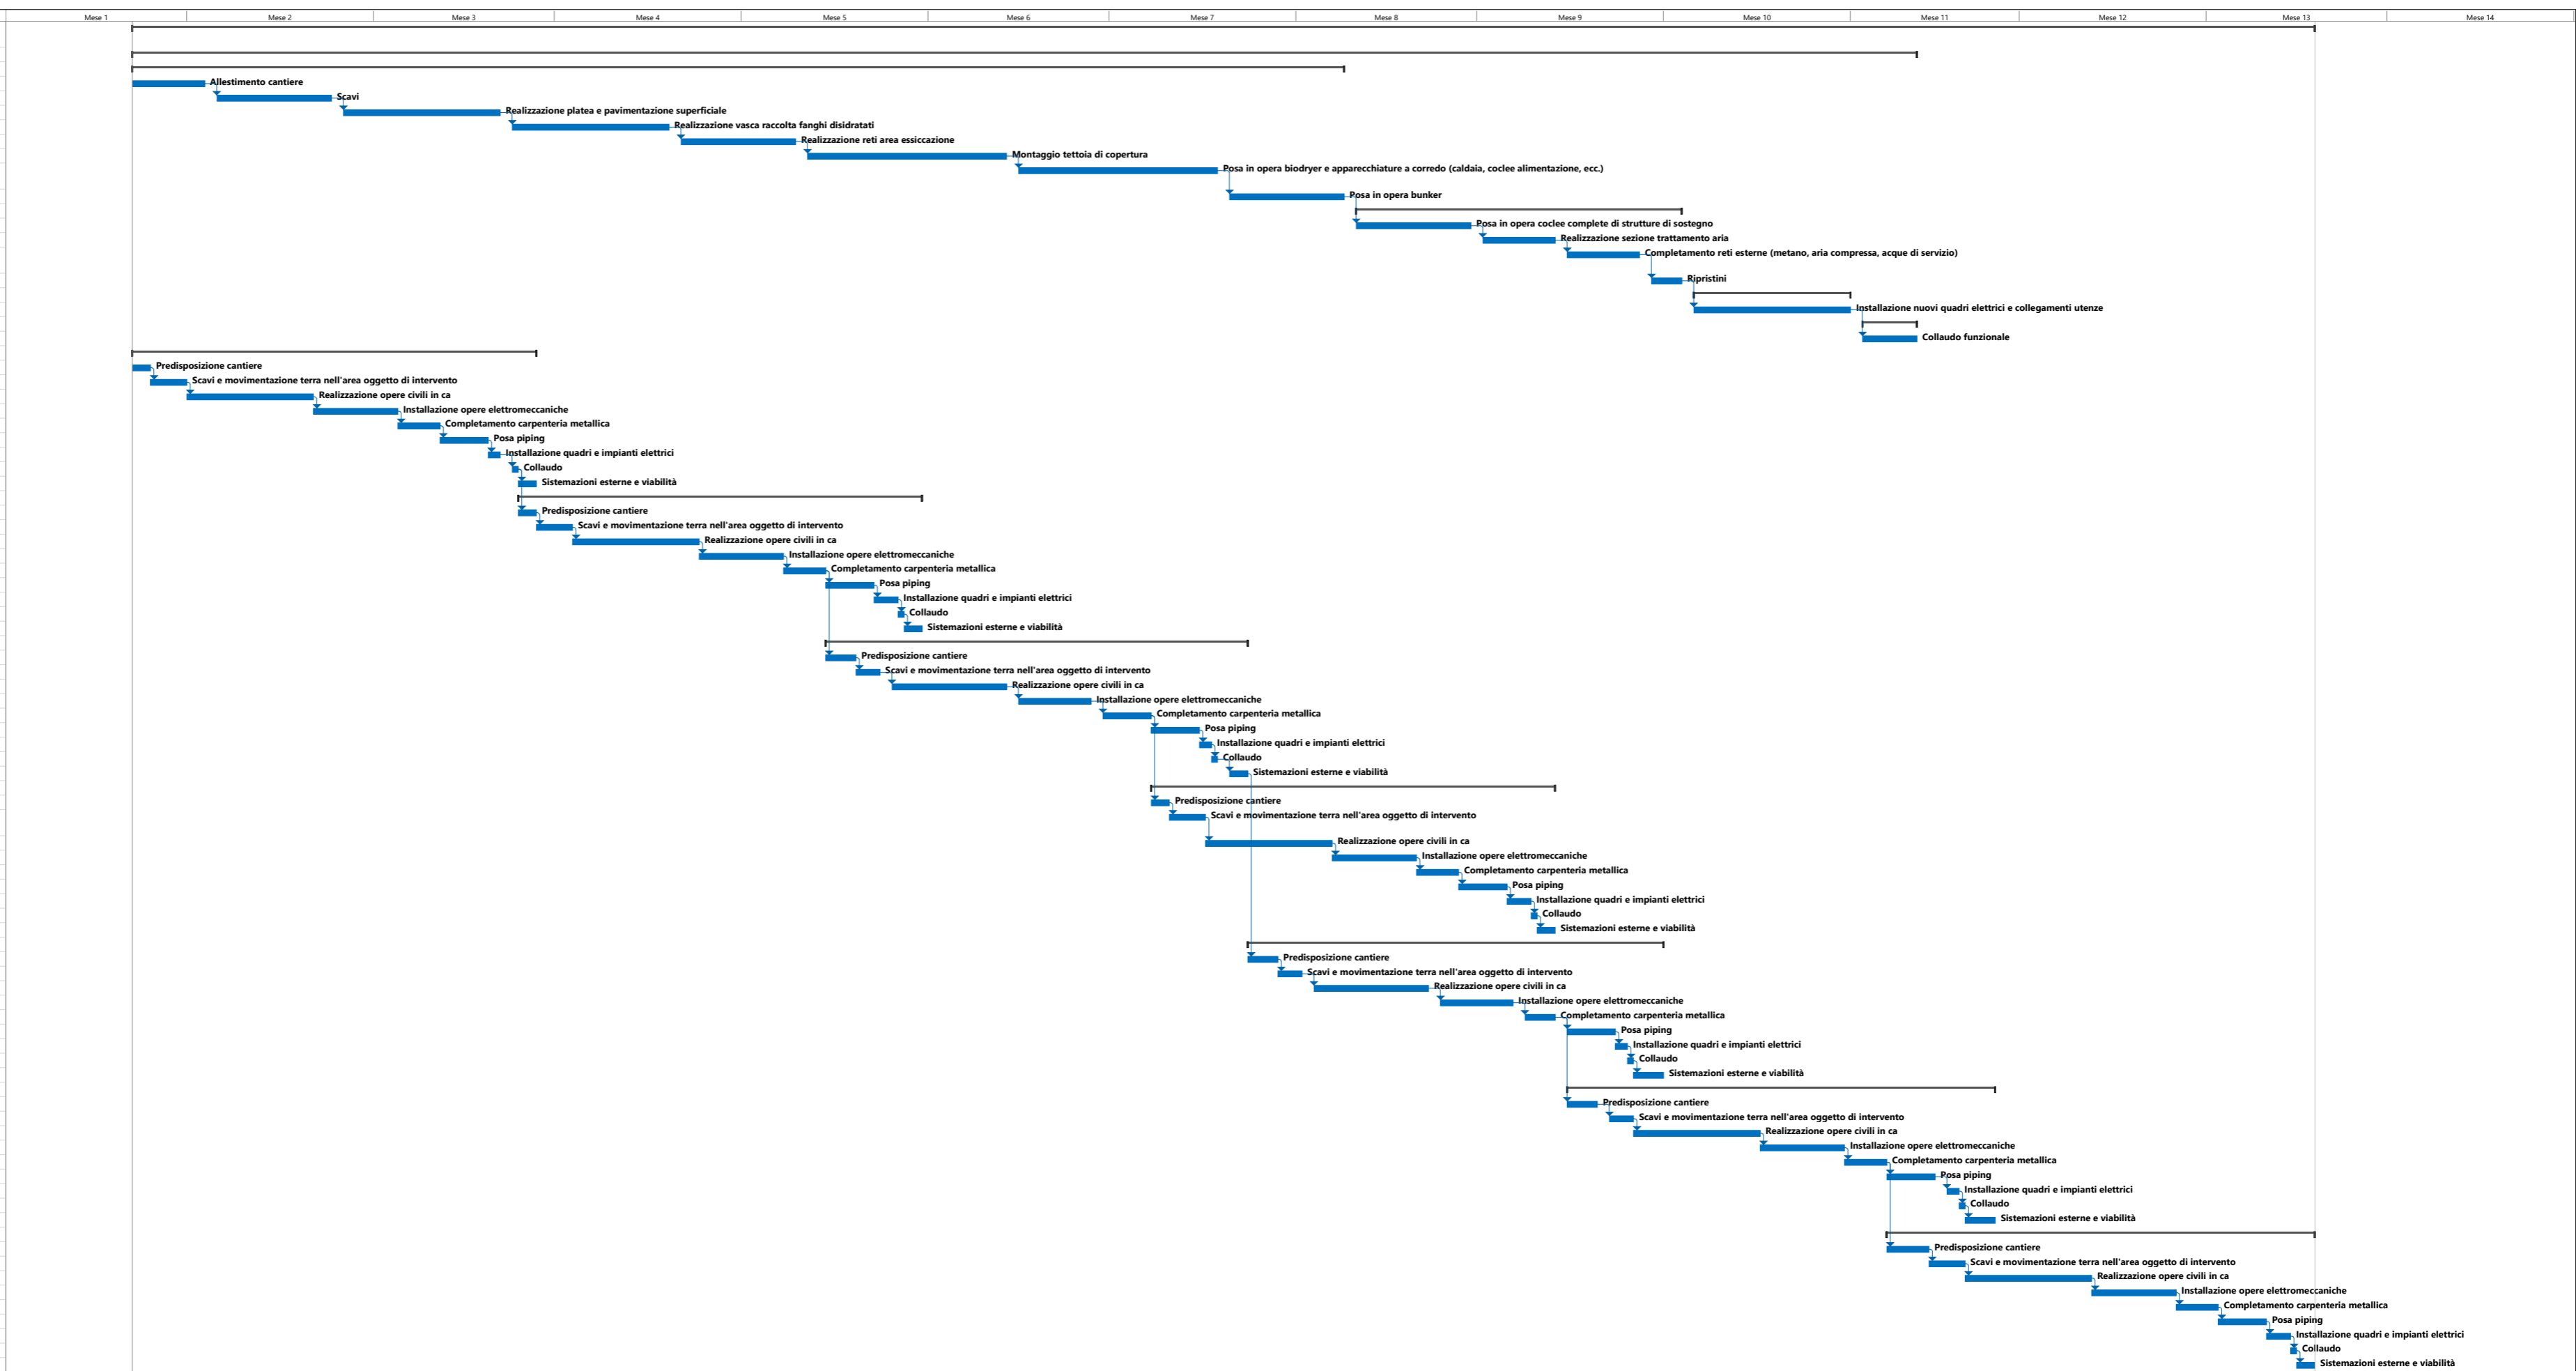 Mese 1 Mese 2 Mese 3 Mese 4 Mese 5 Mese 6 Mese 7 Mese 8 Mese 9 Mese 10 Mese 11 Mese 12 Mese 13 Mese 14
Allestimento cantiere
Scavi
Realizzazione platea e pavimentazione superficiale
Realizzazione vasca raccolta fanghi disidratati
Realizzazione reti area essiccazione
Montaggio tettoia di copertura
Posa in opera biodryer e apparecchiature a corredo (caldaia, coclee alimentazione, ecc.)
Posa in opera bunker
Posa in opera coclee complete di strutture di sostegno
Realizzazione sezione trattamento aria
Completamento reti esterne (metano, aria compressa, acque di servizio)
Ripristini
Installazione nuovi quadri elettrici e collegamenti utenze
Collaudo funzionale
Predisposizione cantiere
Scavi e movimentazione terra nell'area oggetto di intervento
Realizzazione opere civili in ca
Installazione opere elettromeccaniche
Completamento carpenteria metallica
Posa piping
Installazione quadri e impianti elettrici
Collaudo
Sistemazioni esterne e viabilità
Predisposizione cantiere
Scavi e movimentazione terra nell'area oggetto di intervento
Realizzazione opere civili in ca
Installazione opere elettromeccaniche
Completamento carpenteria metallica
Posa piping
Installazione quadri e impianti elettrici
Collaudo
Sistemazioni esterne e viabilità
Predisposizione cantiere
Scavi e movimentazione terra nell'area oggetto di intervento
Realizzazione opere civili in ca
Installazione opere elettromeccaniche
Completamento carpenteria metallica
Posa piping
Installazione quadri e impianti elettrici
Collaudo
Sistemazioni esterne e viabilità
Predisposizione cantiere
Scavi e movimentazione terra nell'area oggetto di intervento
Realizzazione opere civili in ca
Installazione opere elettromeccaniche
Completamento carpenteria metallica
Posa piping
Installazione quadri e impianti elettrici
Collaudo
Sistemazioni esterne e viabilità
Predisposizione cantiere
Scavi e movimentazione terra nell'area oggetto di intervento
Realizzazione opere civili in ca
Installazione opere elettromeccaniche
Completamento carpenteria metallica
Posa piping
Installazione quadri e impianti elettrici
Collaudo
Sistemazioni esterne e viabilità
Predisposizione cantiere
Scavi e movimentazione terra nell'area oggetto di intervento
Realizzazione opere civili in ca
Installazione opere elettromeccaniche
Completamento carpenteria metallica
Posa piping
Installazione quadri e impianti elettrici
Collaudo
Sistemazioni esterne e viabilità
Predisposizione cantiere
Scavi e movimentazione terra nell'area oggetto di intervento
Realizzazione opere civili in ca
Installazione opere elettromeccaniche
Completamento carpenteria metallica
Posa piping
Installazione quadri e impianti elettrici
Collaudo
Sistemazioni esterne e viabilità